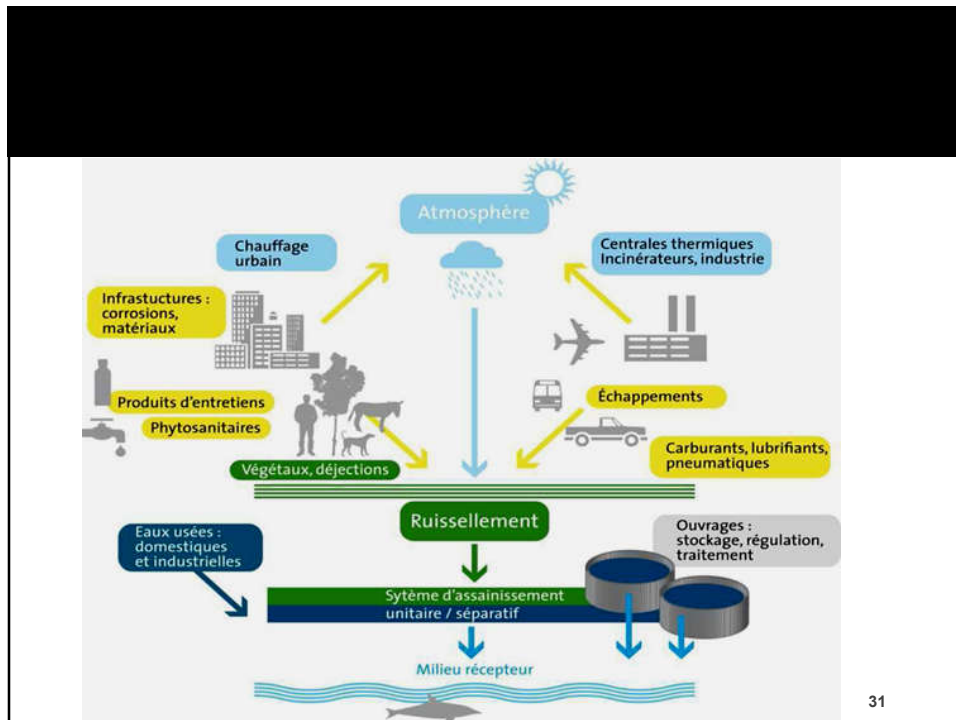 Atmosphère
Chauffage
urbain
Centrales thermiques
Incinérateurs, industrie
Infrastuctures :
corrosions,
matériaux
Produits d'entretiens
Phytosanitaires
Échappements
Carburants, lubrifiants,
pneumatiques
Végétaux, déjections
Ruissellement
Eaux usées :
domestiques
et industrielles
Ouvrages :
stockage, régulation,
traitement
Sytème d'assainissement
unitaire / séparatif
Milieu récepteur
31